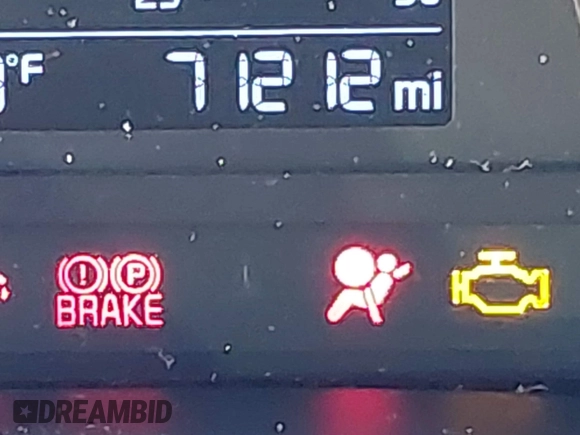 °F 71212 mi
! P
BRAKE
DREAMBID